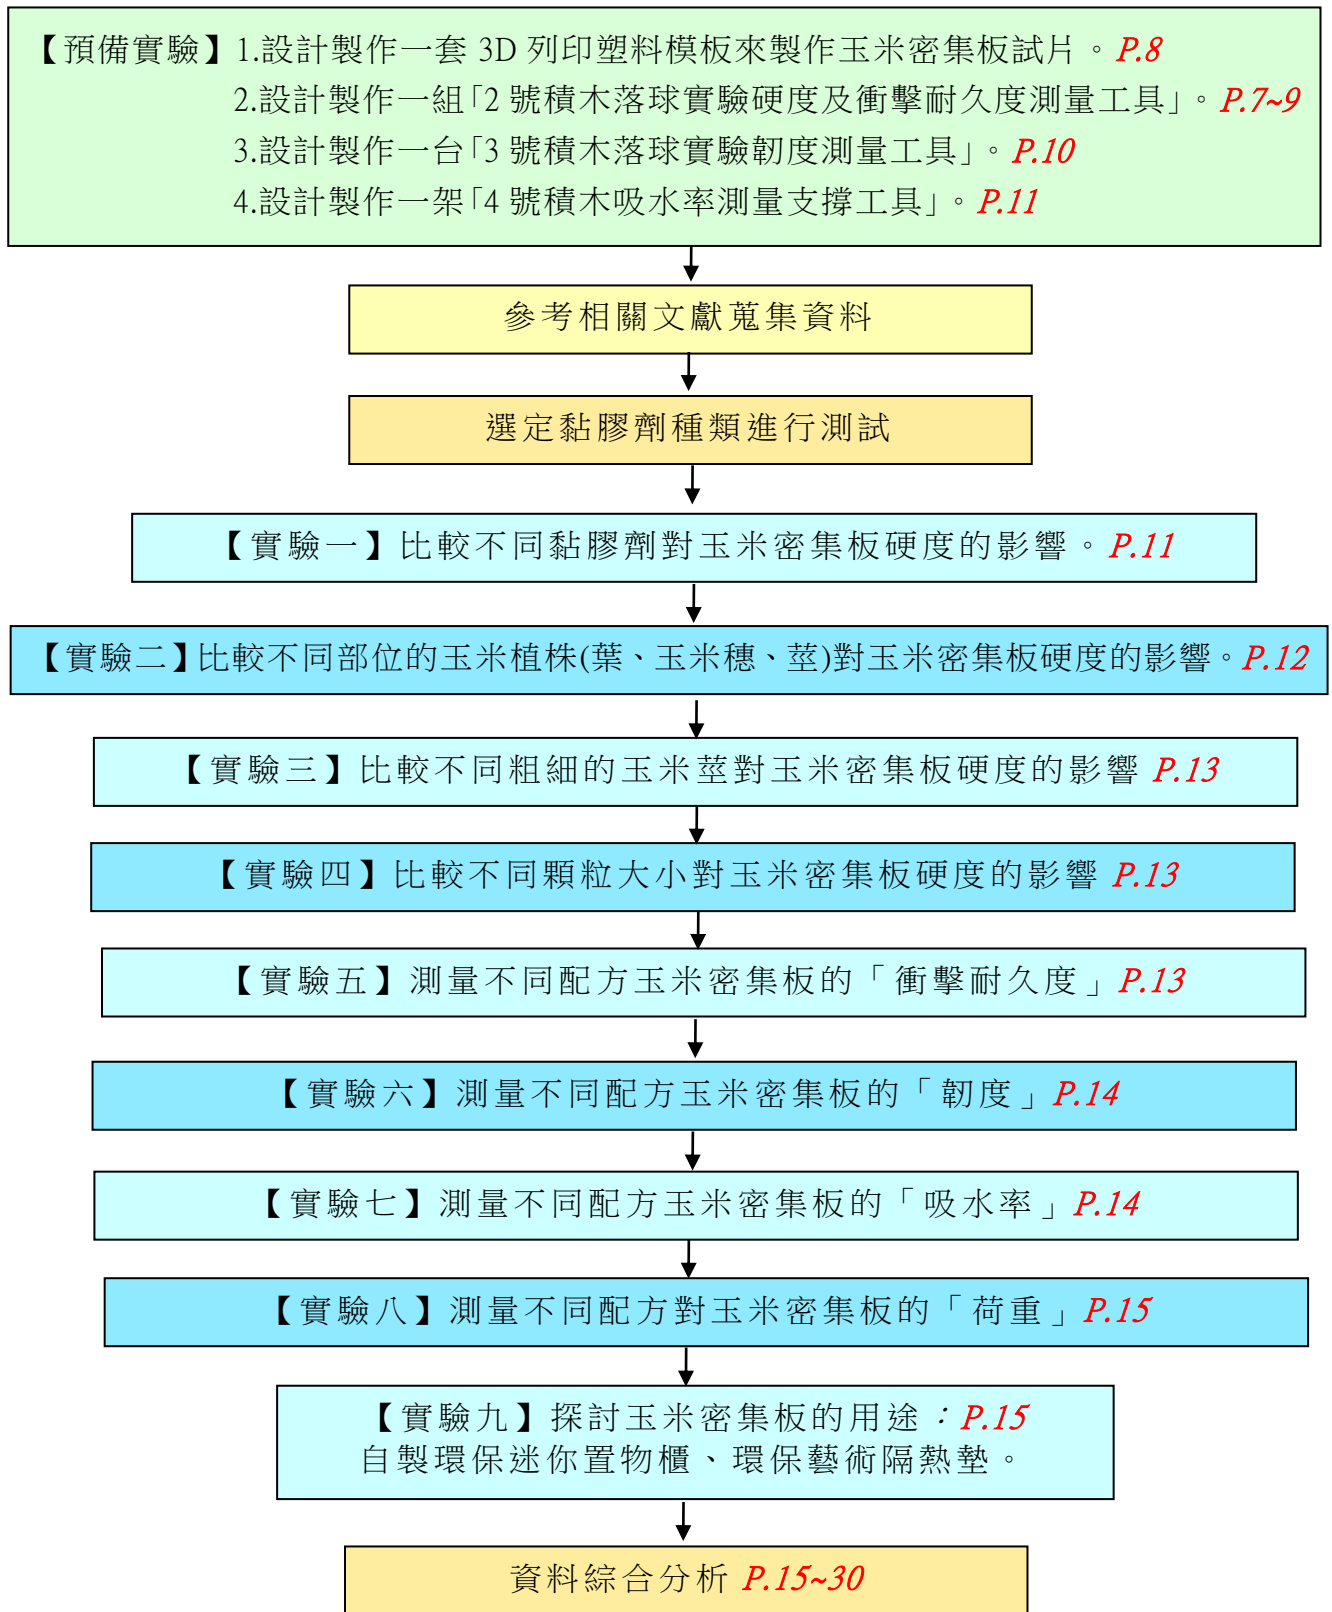 【預備實驗】1.設計製作一套 3D 列印塑料模板來製作玉米密集板試片。P.8
2.設計製作一組「2 號積木落球實驗硬度及衝擊耐久度測量工具」。P.7~9
3.設計製作一台「3 號積木落球實驗韌度測量工具」。P.10
4.設計製作一架「4 號積木吸水率測量支撐工具」。P.11
參考相關文獻蒐集資料
選定黏膠劑種類進行測試
【實驗一】比較不同黏膠劑對玉米密集板硬度的影響。P.11
【實驗二】比較不同部位的玉米植株(葉、玉米穗、莖)對玉米密集板硬度的影響。P.12
【實驗三】比較不同粗細的玉米莖對玉米密集板硬度的影響 P.13
【實驗四】比較不同顆粒大小對玉米密集板硬度的影響 P.13
【實驗五】測量不同配方玉米密集板的「衝擊耐久度」P.13
【實驗六】測量不同配方玉米密集板的「韌度」P.14
【實驗七】測量不同配方玉米密集板的「吸水率」P.14
【實驗八】測量不同配方對玉米密集板的「荷重」P.15
【實驗九】探討玉米密集板的用途：P.15
自製環保迷你置物櫃、環保藝術隔熱墊。
資料綜合分析 P.15~30